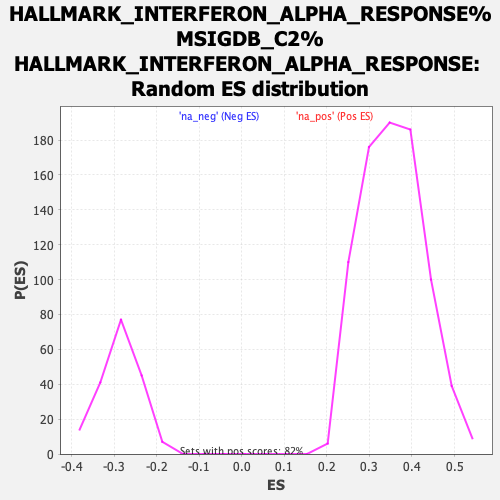 HALLMARK_INTERFERON_ALPHA_RESPONSE%
MSIGDB_C2%
HALLMARK_INTERFERON_ALPHA_RESPONSE:
Random ES distribution
'na_neg' (Neg ES) 'na_pos' (Pos ES)
180
160
140
120
100
80
60
40
20
0
P(ES)
Sets with pos scores: 82%
-0.4 -0.3 -0.2 -0.1 0.0 0.1 0.2 0.3 0.4 0.5
ES